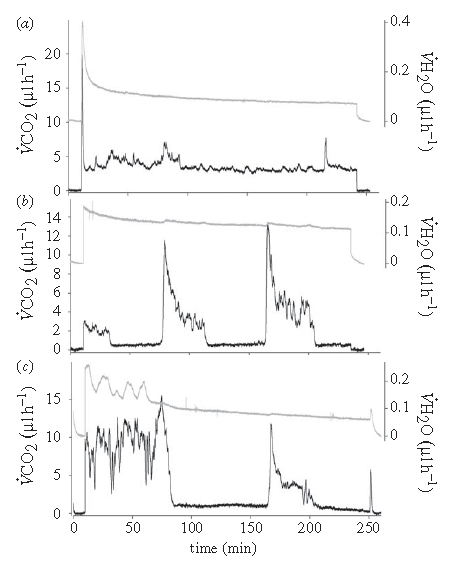 (a)
20
15
10
5
0
V̇CO2 (µl h−1)
0.4
0.2
0
V̇H2O (µl h−1)
(b)
14
12
10
8
6
4
2
0
V̇CO2 (µl h−1)
0.2
0.1
0
V̇H2O (µl h−1)
(c)
15
10
5
0
V̇CO2 (µl h−1)
0.2
0.1
0
V̇H2O (µl h−1)
0 50 100 150 200 250
time (min)